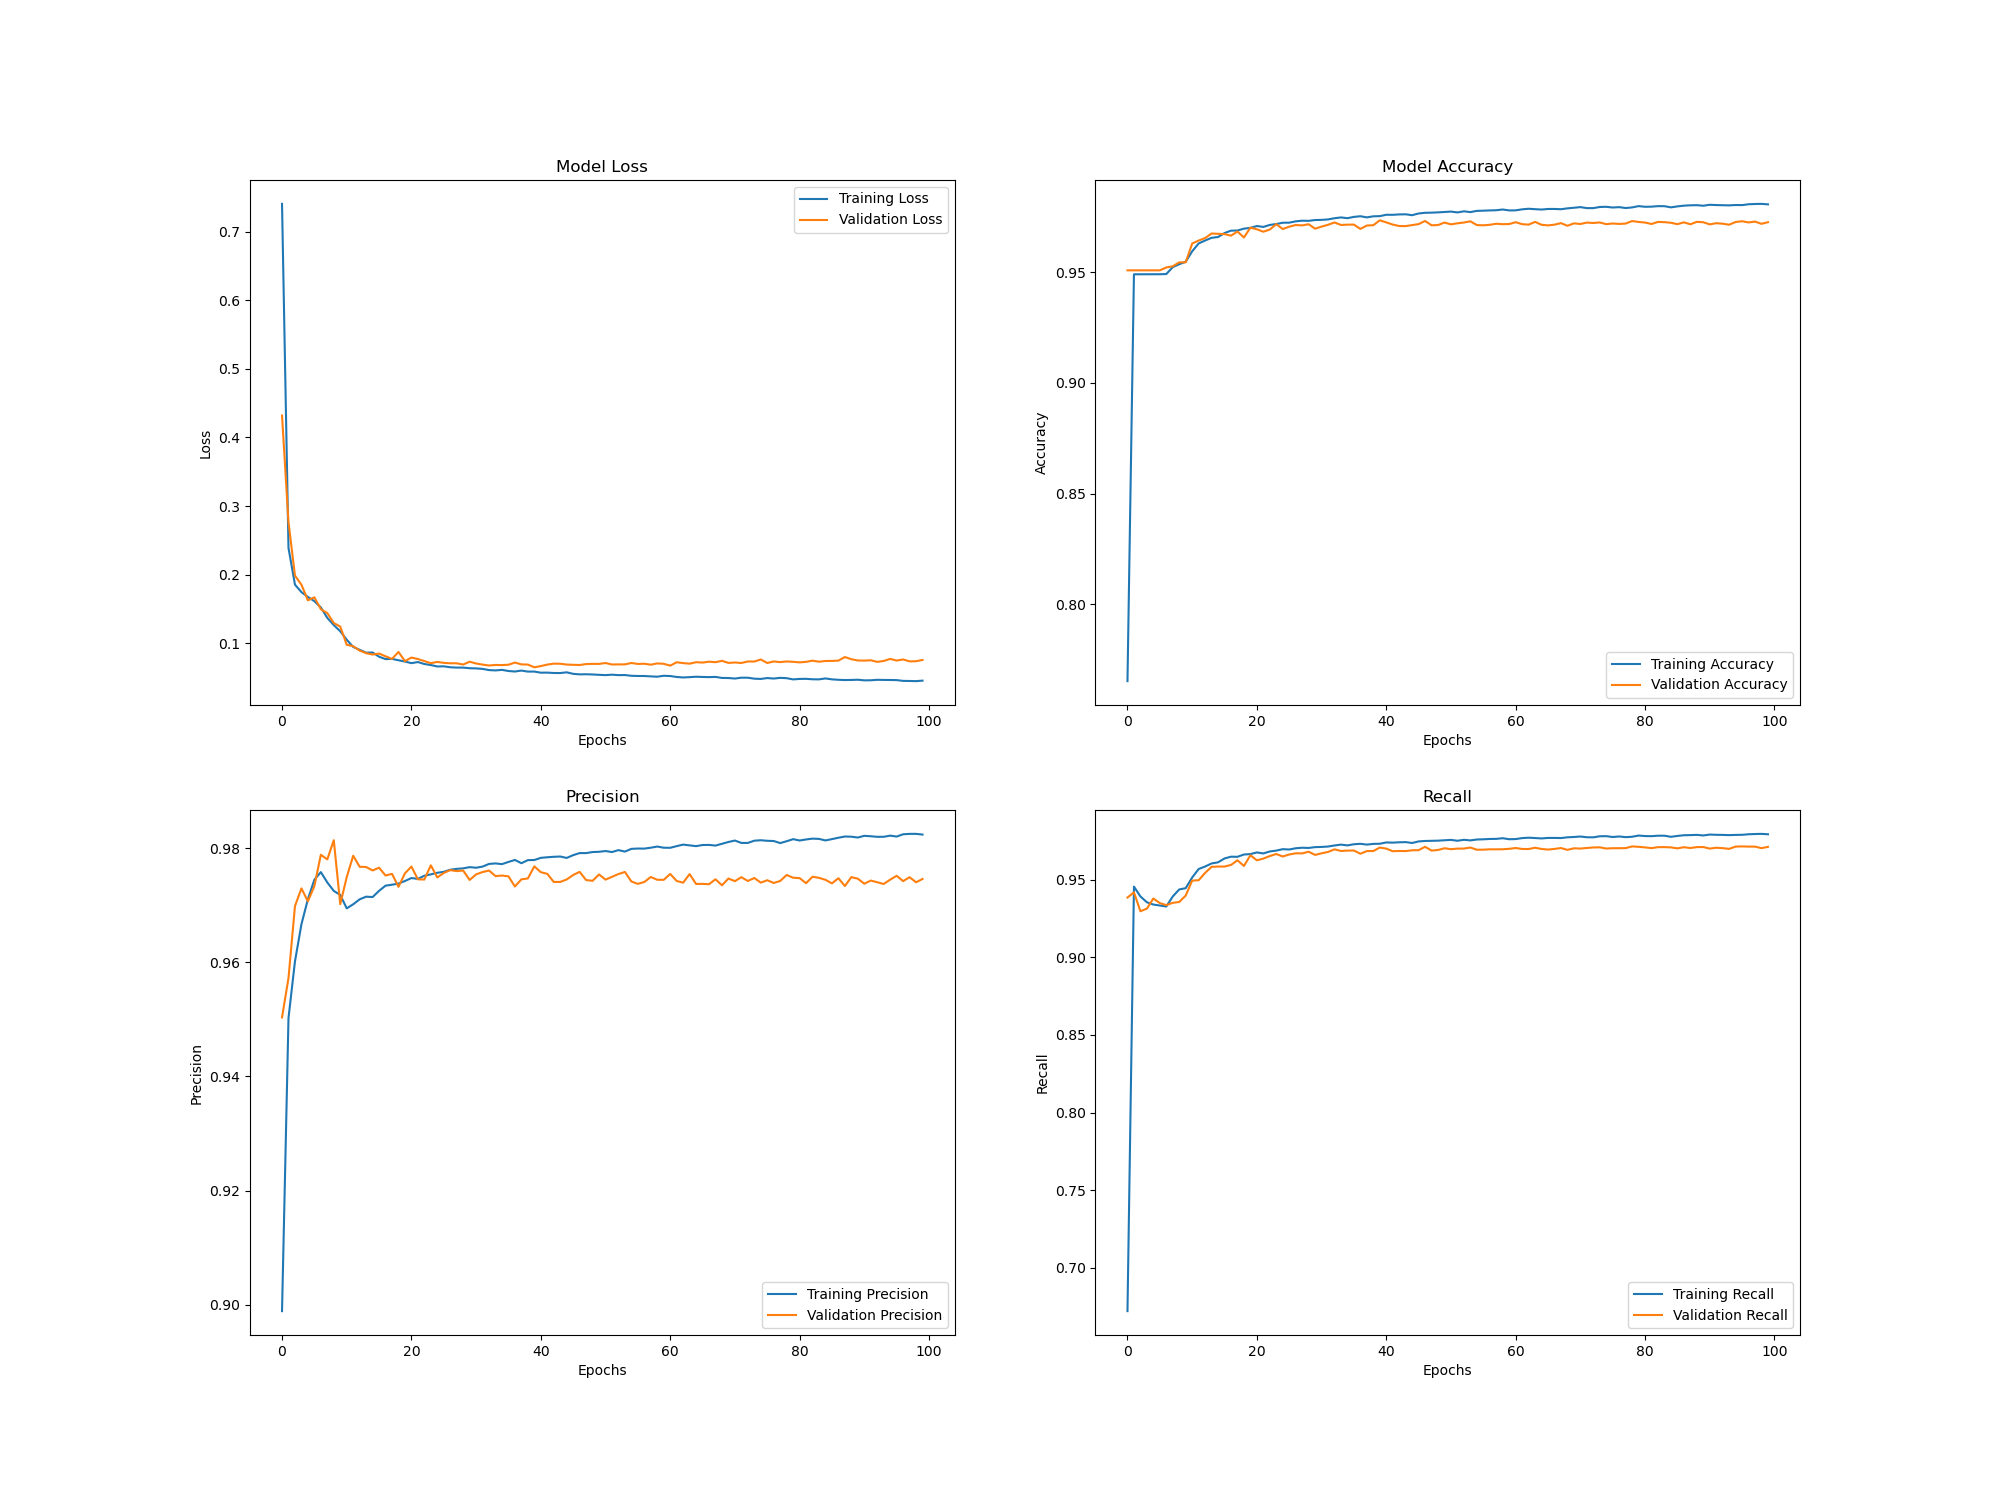 Model Loss
Training Loss
Validation Loss
0.7
0.6
0.5
0.4
0.3
0.2
0.1
Loss
0 20 40 60 80 100
Epochs
Model Accuracy
0.95
0.90
0.85
0.80
Accuracy
Training Accuracy
Validation Accuracy
0 20 40 60 80 100
Epochs
Precision
0.98
0.96
0.94
0.92
0.90
Precision
Training Precision
Validation Precision
0 20 40 60 80 100
Epochs
Recall
0.95
0.90
0.85
0.80
0.75
0.70
Recall
Training Recall
Validation Recall
0 20 40 60 80 100
Epochs